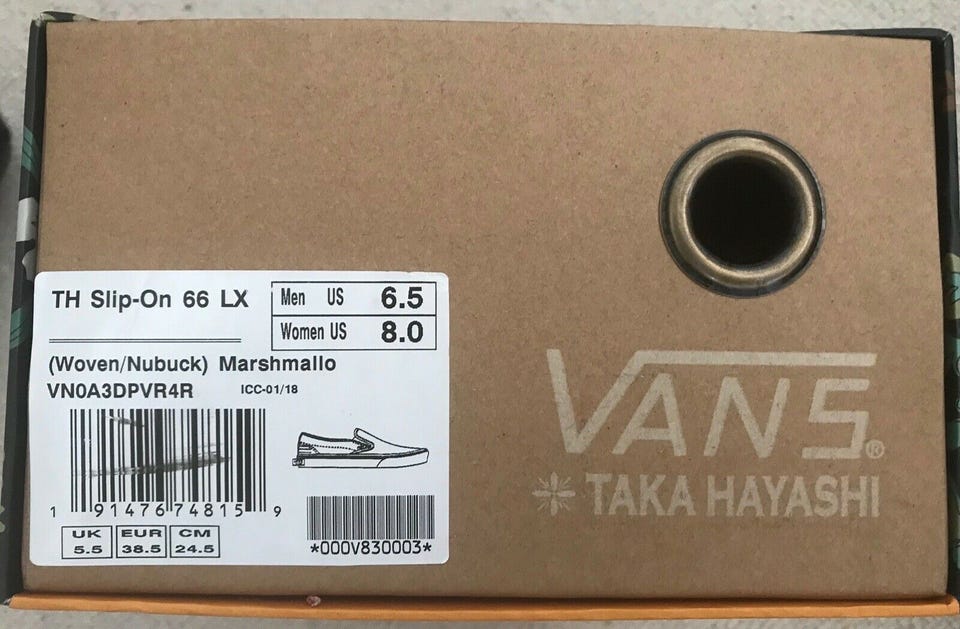 TH Slip-On 66 LX
Men US 6.5
Women US 8.0
(Woven/Nubuck) Marshmallo
VN0A3DPVR4R ICC-01/18
1 91476 74815 9
UK EUR CM
5.5 38.5 24.5
*000V830003*
VANS®
TAKA HAYASHI